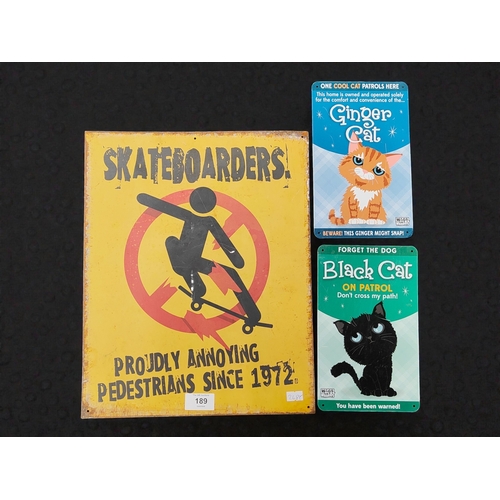 SKATEBOARDERS.
PROUDLY ANNOYING
PEDESTRIANS SINCE 1972
189
ONE COOL CAT PATROLS HERE
This home is owned and operated solely
for the comfort and convenience of the...
Ginger
Cat
BEWARE! THIS GINGER MIGHT SNAP!
FORGET THE DOG
Black Cat
ON PATROL
Don't cross my path!
You have been warned!